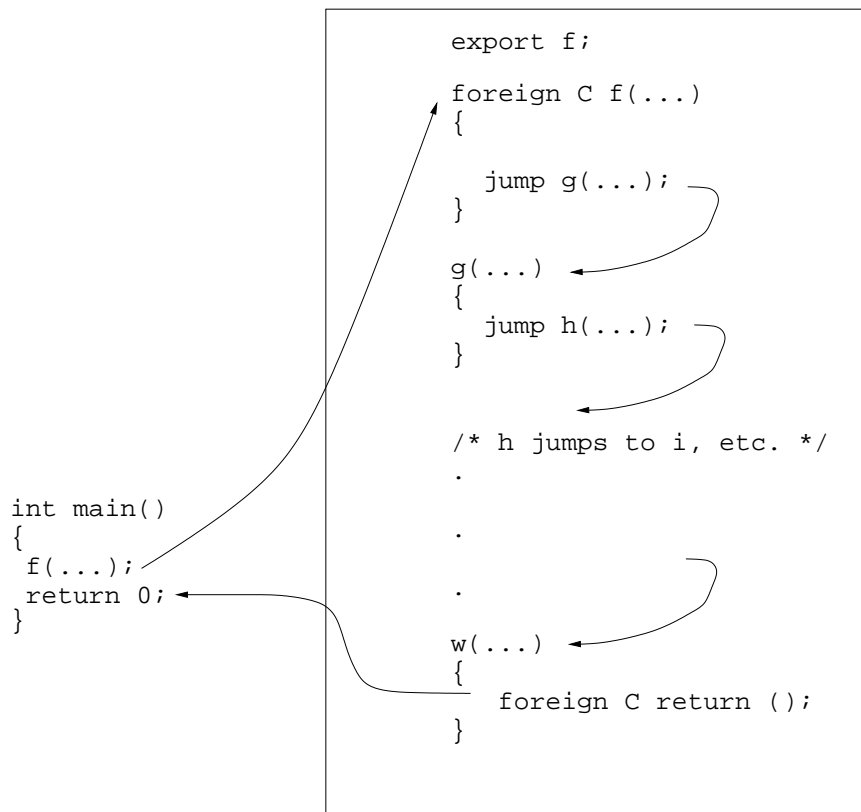 export f;
foreign C f(...)
{
jump g(...);
}
g(...)
{
jump h(...);
}
/* h jumps to i, etc. */
.
.
.
w(...)
{
foreign C return ();
}
int main()
{
f(...);
return 0;
}